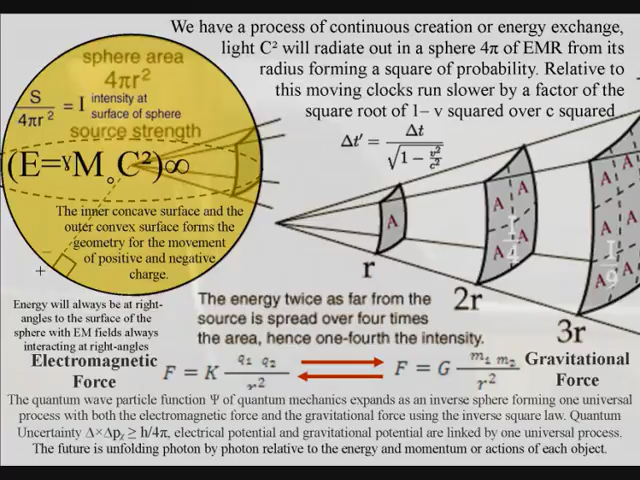 We have a process of continuous creation or energy exchange,
light C² will radiate out in a sphere 4π of EMR from its
radius forming a square of probability. Relative to
this moving clocks run slower by a factor of the
square root of 1– v squared over c squared
Δt' = Δt / √(1 − v²/c²)
sphere area
4πr²
S / 4πr² = I intensity at
surface of sphere
source strength
(E=ˠM˳C²)∞
The inner concave surface and the
outer convex surface forms the
geometry for the movement
of positive and negative
charge.
− +
Energy will always be at right-
angles to the surface of the
sphere with EM fields always
interacting at right-angles
A
A A
A A
1/4
A A
A
A A
1/9
r
2r
3r
The energy twice as far from the
source is spread over four times
the area, hence one-fourth the intensity.
Electromagnetic
Force
F = K q₁ q₂ / r²
F = G m₁ m₂ / r²
Gravitational
Force
The quantum wave particle function Ψ of quantum mechanics expands as an inverse sphere forming one universal
process with both the electromagnetic force and the gravitational force using the inverse square law. Quantum
Uncertainty Δ×Δpₓ ≥ h/4π, electrical potential and gravitational potential are linked by one universal process.
The future is unfolding photon by photon relative to the energy and momentum or actions of each object.